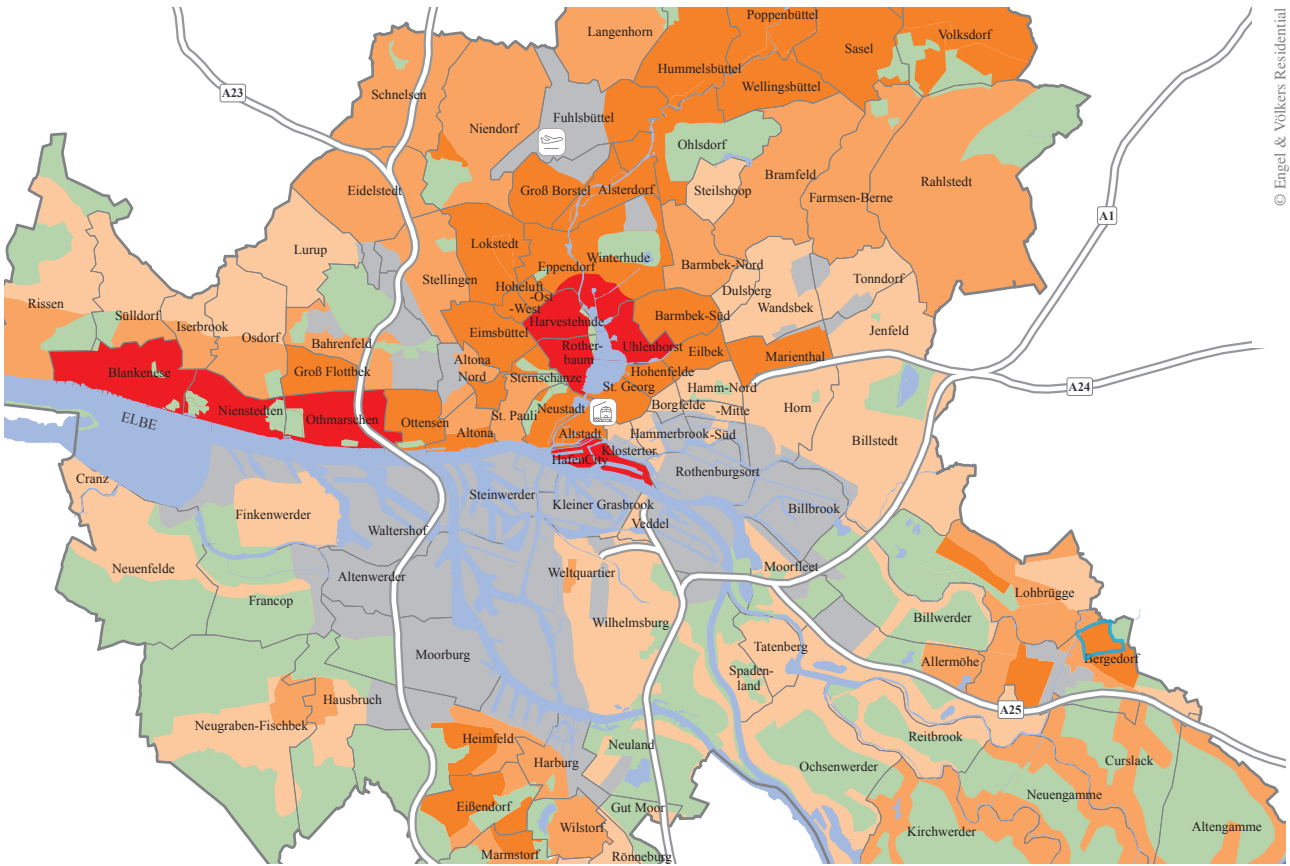 Poppenbüttel
Langenhorn
Sasel
Volksdorf
Hummelsbüttel
Wellingsbüttel
A23
Schnelsen
Fuhlsbüttel
Niendorf
Ohlsdorf
Bramfeld
Rahlstedt
Eidelstedt
Groß Borstel
Alsterdorf
Steilshoop
Farmsen-Berne
A1
Lurup
Lokstedt
Winterhude
Eppendorf
Barmbek-Nord
Stellingen
Hoheluft
-Ost
-West
Dulsberg
Tonndorf
Wandsbek
Rissen
Sülldorf
Iserbrook
Osdorf
Bahrenfeld
Eimsbüttel
Harvestehude
Barmbek-Süd
Jenfeld
Rother-
baum
Uhlenhorst
Eilbek
Marienthal
Blankenese
Groß Flottbek
Altona
Nord
Sternschanze
Hohenfelde
St. Georg
Hamm-Nord
A24
Nienstedten
Othmarschen
Ottensen
St. Pauli
Neustadt
Borgfelde
-Mitte
Horn
ELBE
Altona
Altstadt
Hammerbrook-Süd
Billstedt
HafenCity
Klostertor
Rothenburgsort
Cranz
Steinwerder
Kleiner Grasbrook
Billbrook
Finkenwerder
Waltershof
Veddel
Neuenfelde
Altenwerder
Weltquartier
Moorfleet
Francop
Lohbrügge
Wilhelmsburg
Billwerder
Moorburg
Tatenberg
Allermöhe
Bergedorf
Spaden-
land
Hausbruch
A25
Neugraben-Fischbek
Heimfeld
Neuland
Reitbrook
Harburg
Ochsenwerder
Curslack
Neuengamme
Eißendorf
Gut Moor
Wilstorf
Kirchwerder
Altengamme
Marmstorf
Rönneburg
© Engel & Völkers Residential